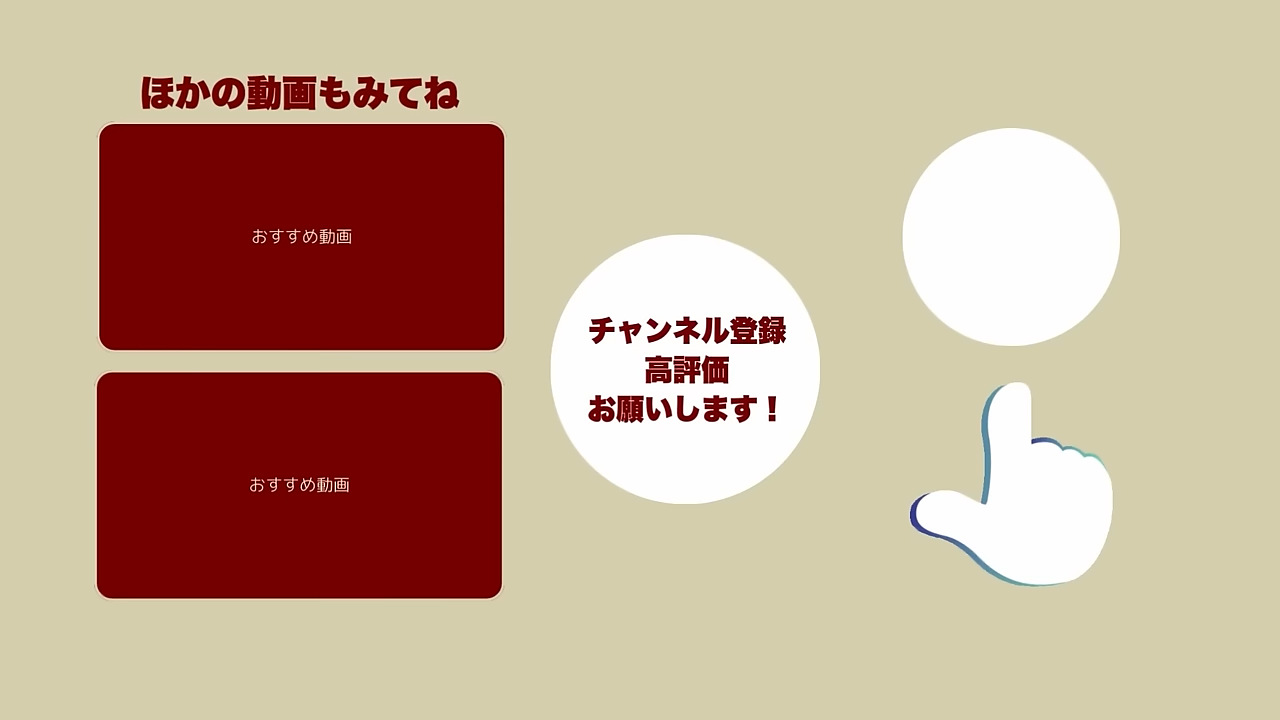 ほかの動画もみてね
おすすめ動画
おすすめ動画
チャンネル登録
高評価
お願いします！